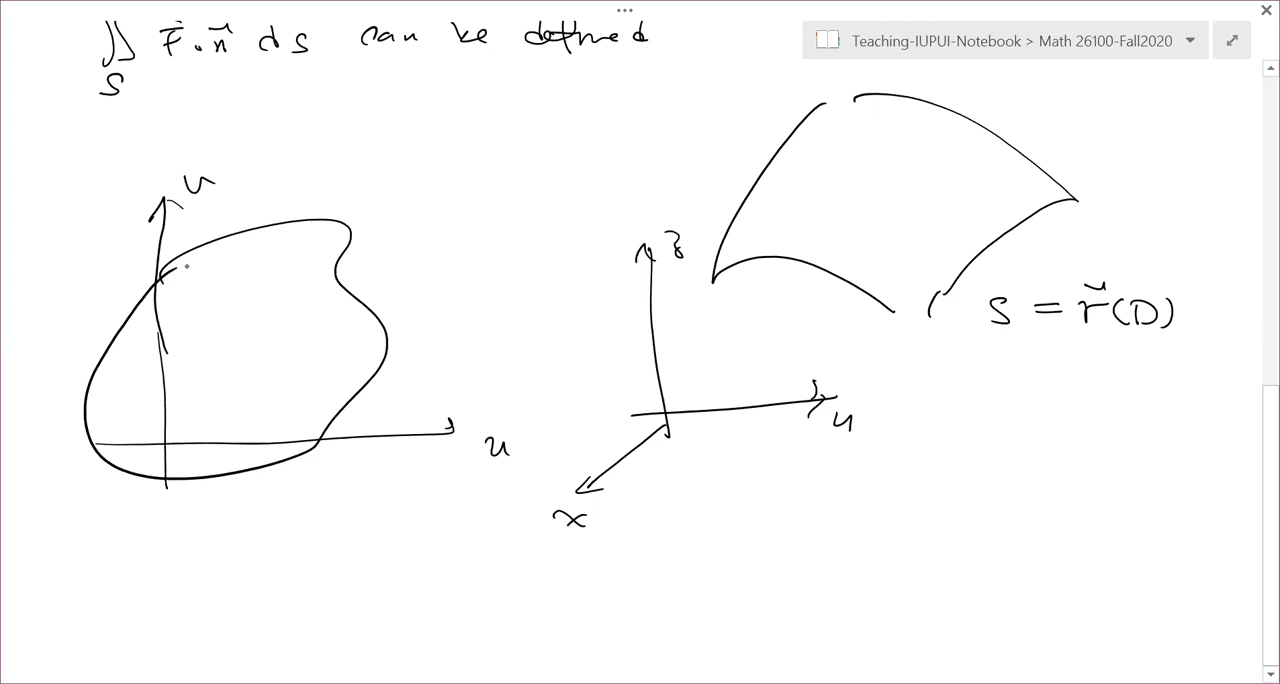 ∬ F⃗ · n⃗ ds can be defined
S
Teaching-IUPUI-Notebook > Math 26100-Fall2020
u
z
S = r⃗(D)
y
u
x